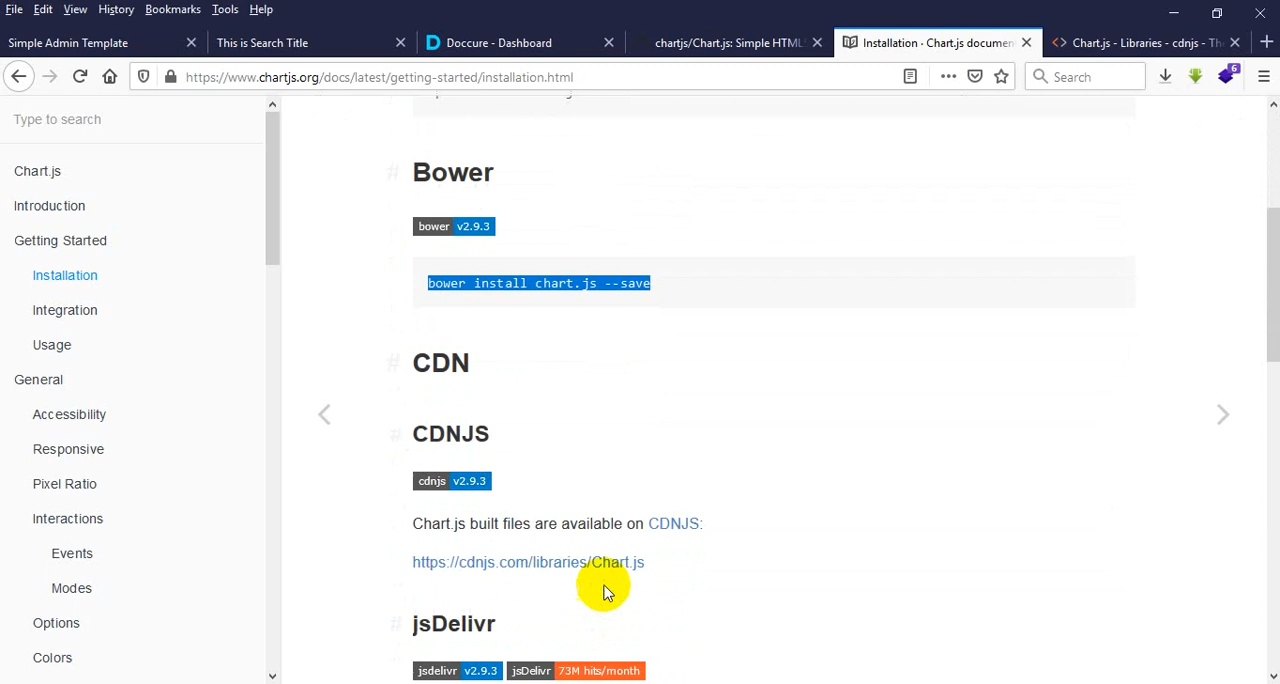 File Edit View History Bookmarks Tools Help
Simple Admin Template
This is Search Title
Doccure - Dashboard
chartjs/Chart.js: Simple HTML
Installation · Chart.js documen
Chart.js - Libraries - cdnjs - The
https://www.chartjs.org/docs/latest/getting-started/installation.html
Search
6
Type to search
Chart.js
Introduction
Getting Started
Installation
Integration
Usage
General
Accessibility
Responsive
Pixel Ratio
Interactions
Events
Modes
Options
Colors
# Bower
bower v2.9.3
bower install chart.js --save
# CDN
# CDNJS
cdnjs v2.9.3
Chart.js built files are available on CDNJS:
https://cdnjs.com/libraries/Chart.js
# jsDelivr
jsdelivr v2.9.3 jsDelivr 73M hits/month